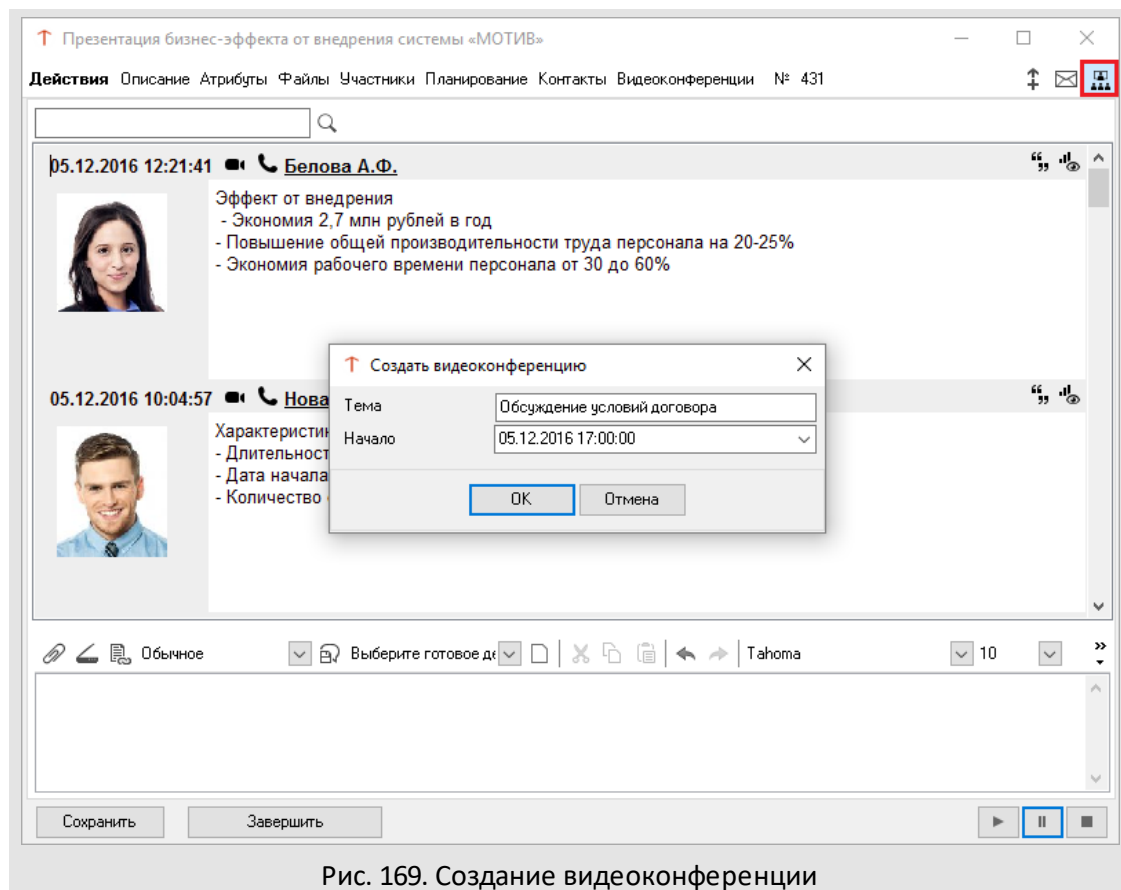 Презентация бизнес-эффекта от внедрения системы «МОТИВ»
Действия Описание Атрибуты Файлы Участники Планирование Контакты Видеоконференции № 431
05.12.2016 12:21:41 Белова А.Ф.
Эффект от внедрения
- Экономия 2,7 млн рублей в год
- Повышение общей производительности труда персонала на 20-25%
- Экономия рабочего времени персонала от 30 до 60%
Создать видеоконференцию
Тема Обсуждение условий договора
Начало 05.12.2016 17:00:00
OK Отмена
05.12.2016 10:04:57 Нова
Характеристик
- Длительност
- Дата начала
- Количество
Обычное Выберите готовое де Tahoma 10
Сохранить Завершить
Рис. 169. Создание видеоконференции